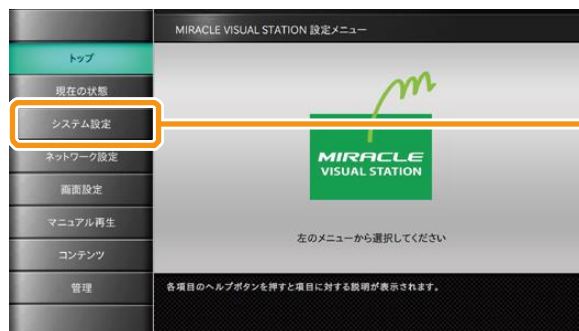 MIRACLE VISUAL STATION 設定メニュー
トップ
現在の状態
システム設定
ネットワーク設定
画面設定
マニュアル再生
コンテンツ
管理
MIRACLE
VISUAL STATION
左のメニューから選択してください
各項目のヘルプボタンを押すと項目に対する説明が表示されます。